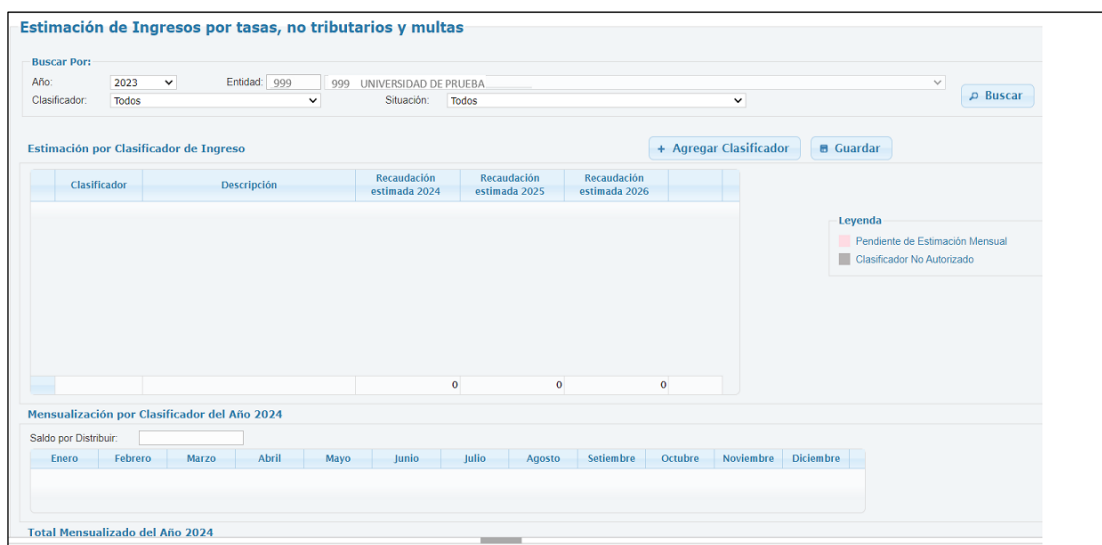 Estimación de Ingresos por tasas, no tributarios y multas
Buscar Por:
Año: 2023 Entidad: 999 999 UNIVERSIDAD DE PRUEBA
Clasificador: Todos Situación: Todos Buscar
Estimación por Clasificador de Ingreso + Agregar Clasificador Guardar
Clasificador Descripción Recaudación estimada 2024 Recaudación estimada 2025 Recaudación estimada 2026
Leyenda
Pendiente de Estimación Mensual
Clasificador No Autorizado
0 0 0
Mensualización por Clasificador del Año 2024
Saldo por Distribuir:
Enero Febrero Marzo Abril Mayo Junio Julio Agosto Setiembre Octubre Noviembre Diciembre
Total Mensualizado del Año 2024